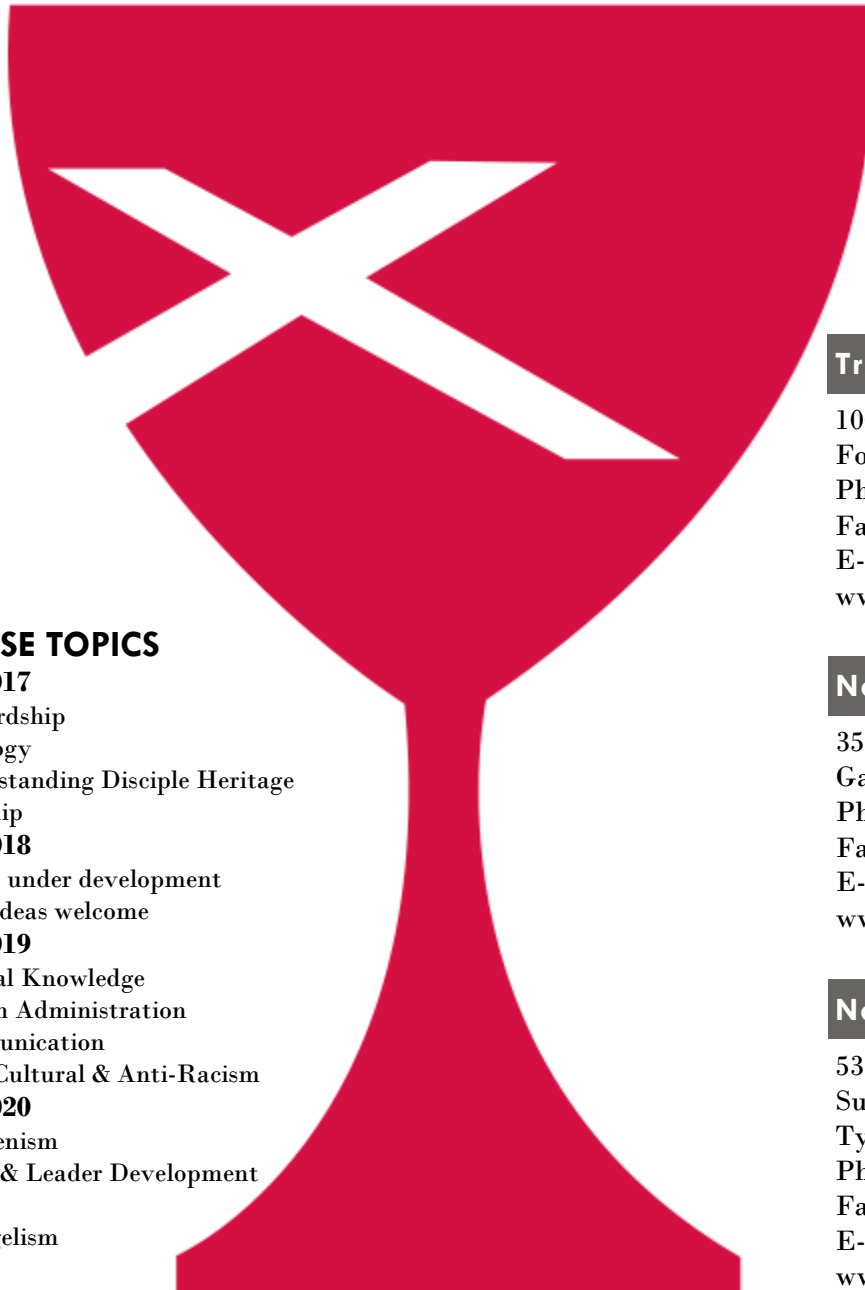 SE TOPICS
017
rdship
ogy
standing Disciple Heritage
ip
018
under development
deas welcome
019
al Knowledge
n Administration
unication
Cultural & Anti-Racism
020
enism
& Leader Development
gelism
Tr
10
Fo
Ph
Fa
E-
ww
No
35
Ga
Ph
Fa
E-
ww
No
53
Su
Ty
Ph
Fa
E-
ww